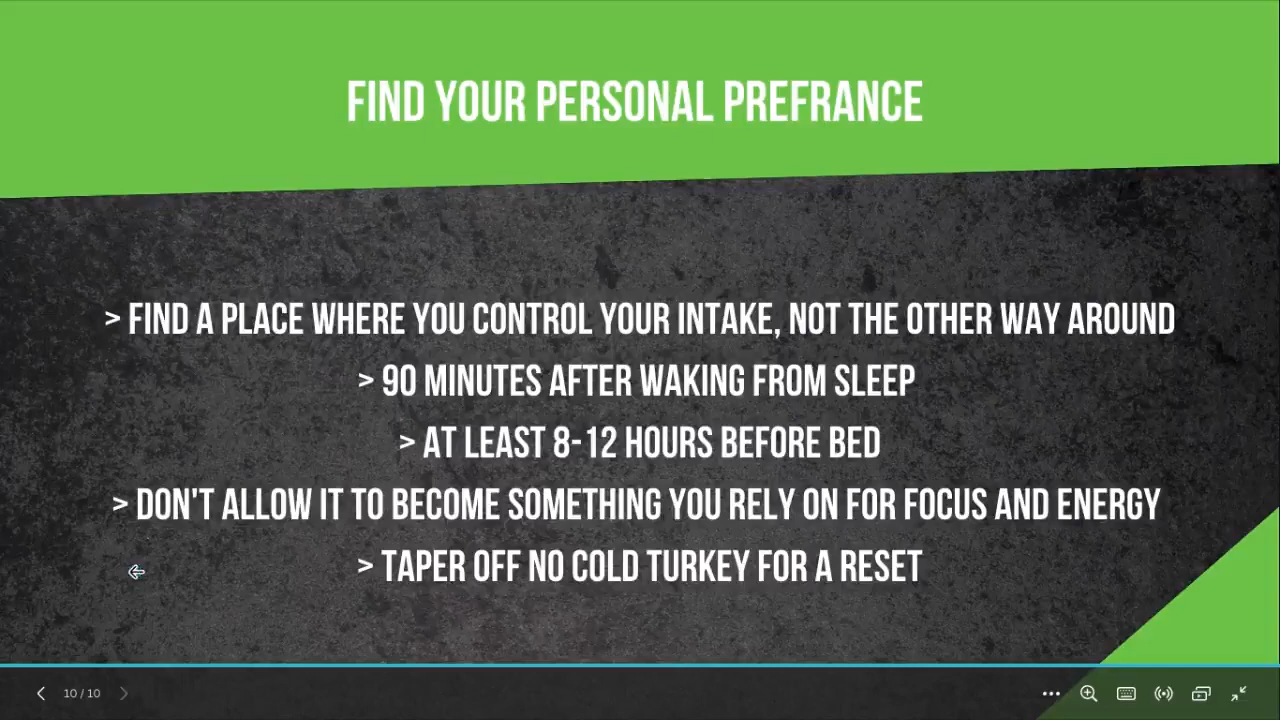 FIND YOUR PERSONAL PREFRANCE
> FIND A PLACE WHERE YOU CONTROL YOUR INTAKE, NOT THE OTHER WAY AROUND
> 90 MINUTES AFTER WAKING FROM SLEEP
> AT LEAST 8-12 HOURS BEFORE BED
> DON'T ALLOW IT TO BECOME SOMETHING YOU RELY ON FOR FOCUS AND ENERGY
> TAPER OFF NO COLD TURKEY FOR A RESET
10 / 10